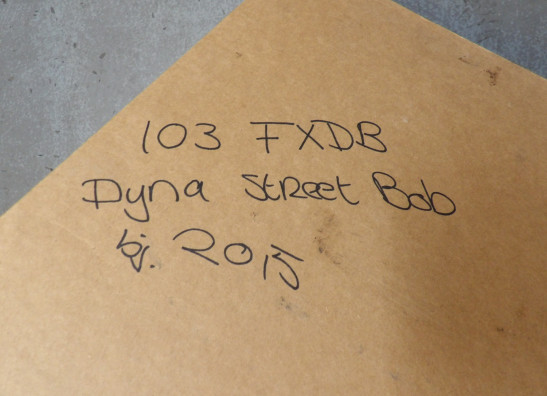 103 FXDB
Dyna Street Bob
bj. 2015